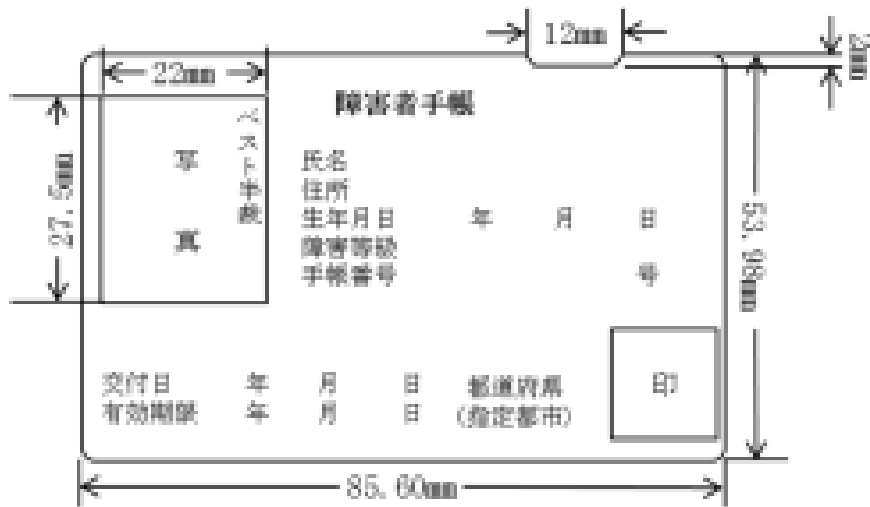 12mm
2mm
22mm
障害者手帳
写真
ベスト半截
27.5mm
氏名
住所
生年月日 年 月 日
障害等級
手帳番号 号
53.98mm
交付日 年 月 日
有効期限 年 月 日
都道府県
(指定都市)
印
85.60mm